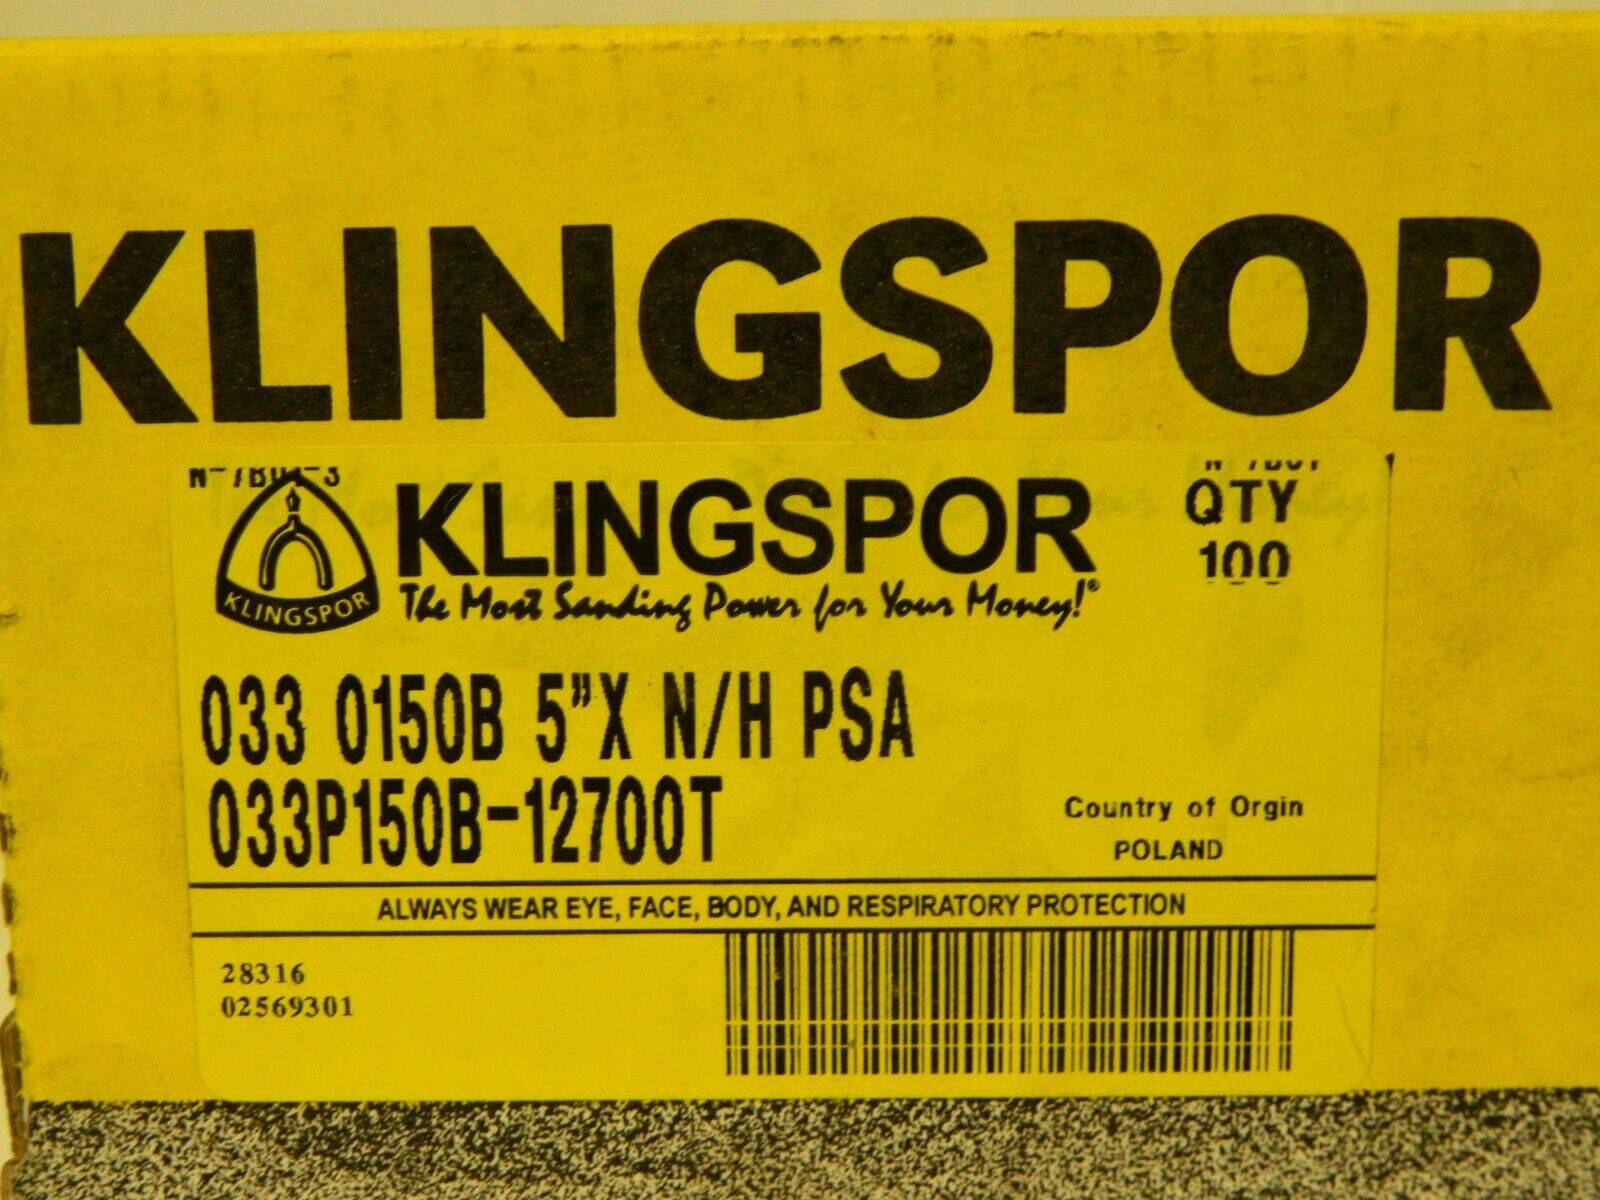 KLINGSPOR
KLINGSPOR
QTY
100
KLINGSPOR
The Most Sanding Power for Your Money!®
033 0150B 5”X N/H PSA
033P150B-12700T
Country of Orgin
POLAND
ALWAYS WEAR EYE, FACE, BODY, AND RESPIRATORY PROTECTION
28316
02569301